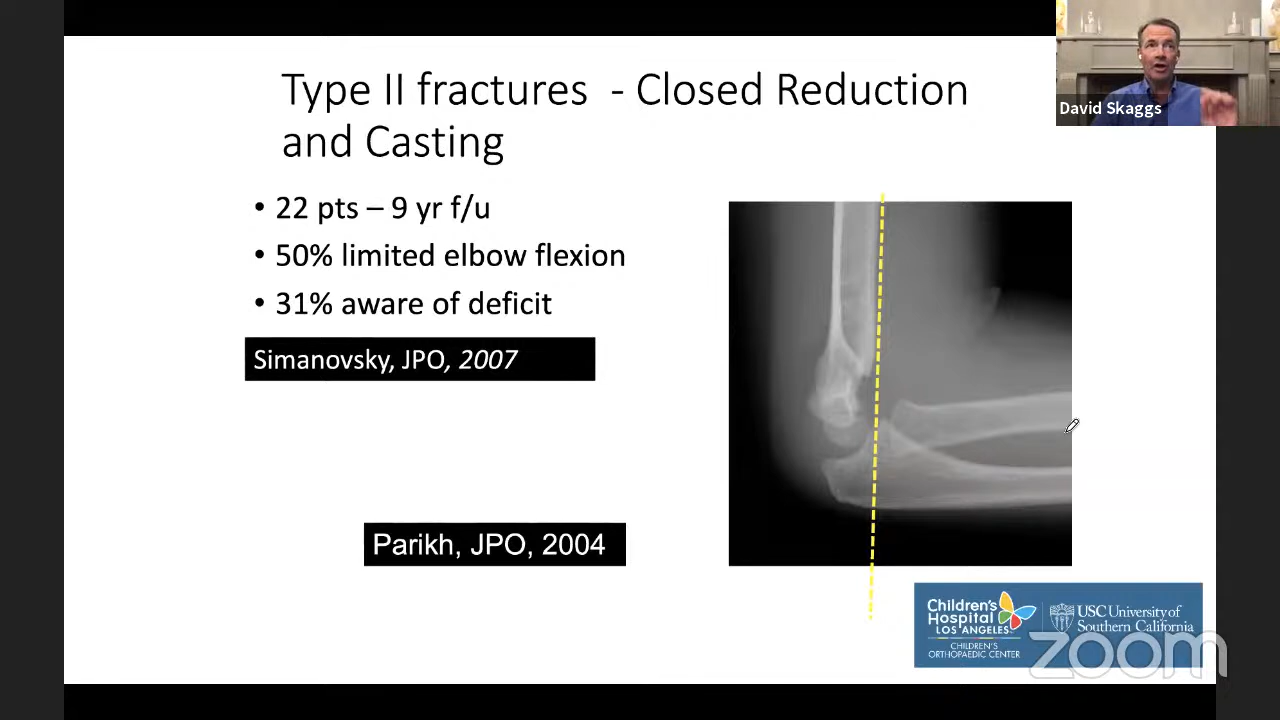 Type II fractures - Closed Reduction
and Casting
David Skaggs
• 22 pts – 9 yr f/u
• 50% limited elbow flexion
• 31% aware of deficit
Simanovsky, JPO, 2007
Parikh, JPO, 2004
Children's
Hospital
LOS ANGELES
CHILDREN'S
ORTHOPAEDIC CENTER
USC University of
Southern California
zoom